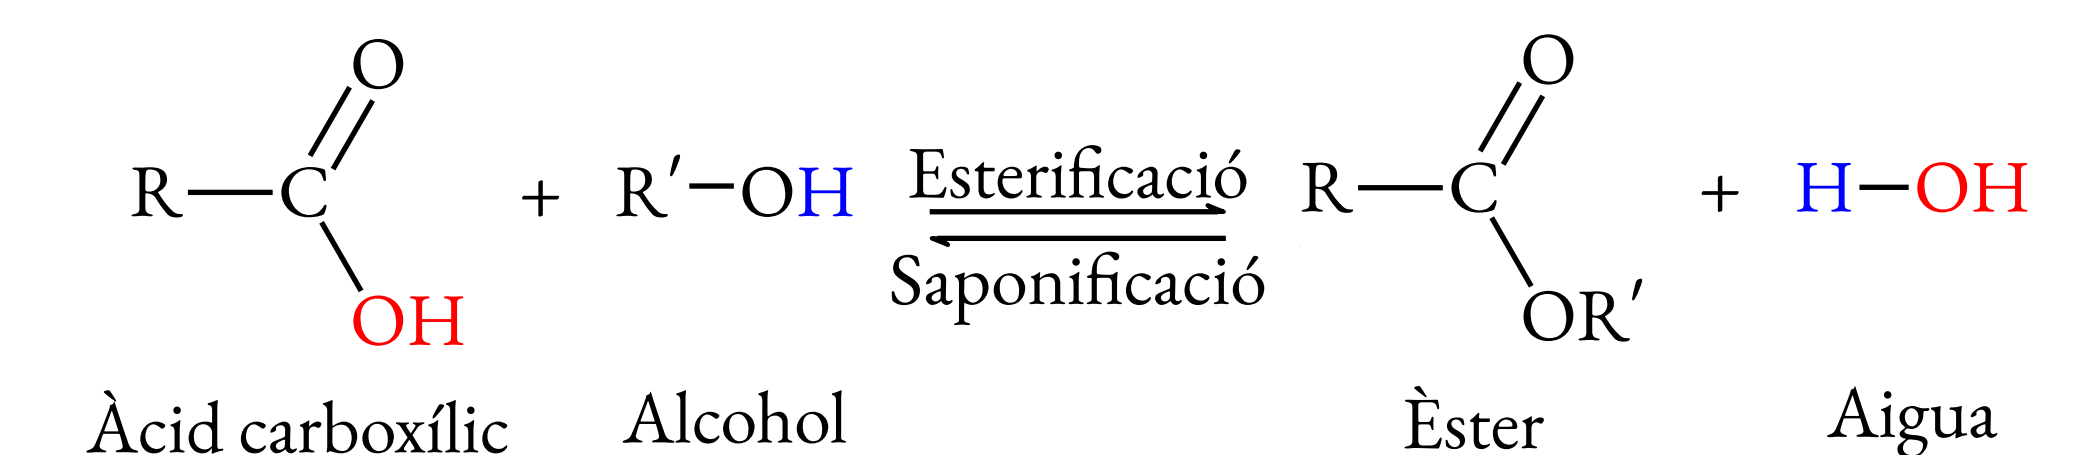 O
R—C
OH
+
R′—OH
Esterificació
Saponificació
O
R—C
OR′
+
H—OH
Àcid carboxílic
Alcohol
Èster
Aigua